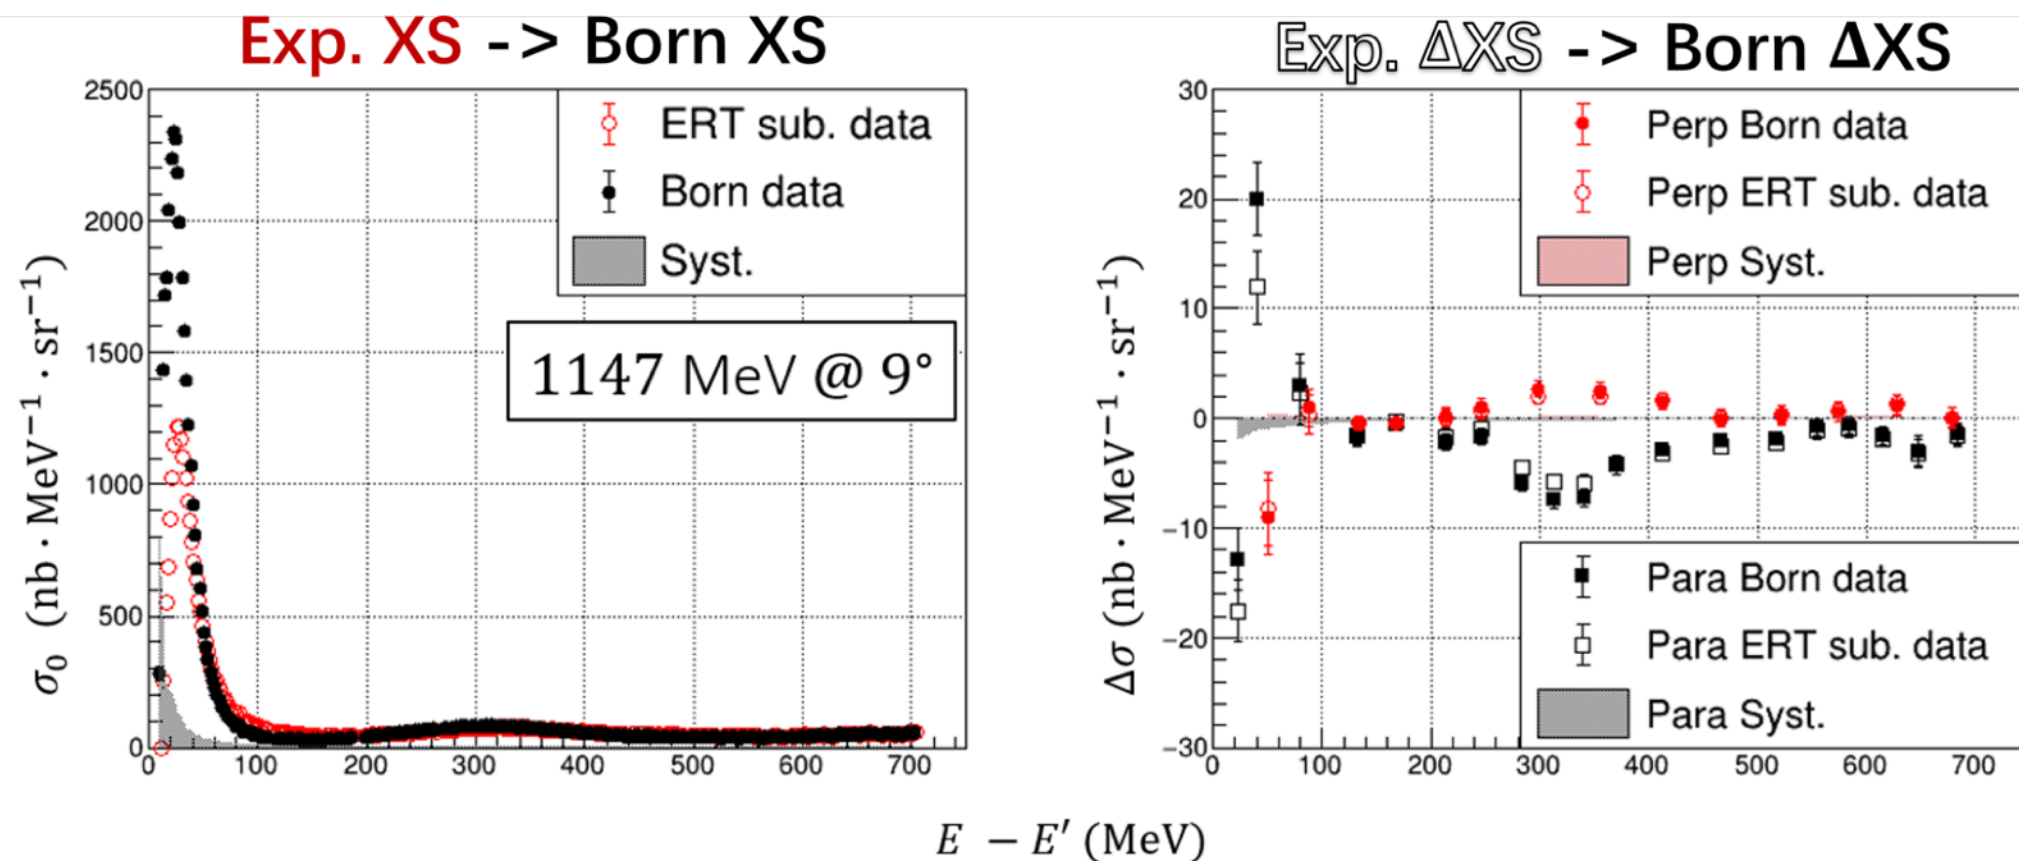 Exp. XS -> Born XS
2500
2000
1500
1000
500
0
σ₀ (nb · MeV⁻¹ · sr⁻¹)
ERT sub. data
Born data
Syst.
1147 MeV @ 9°
0 100 200 300 400 500 600 700
Exp. ΔXS -> Born ΔXS
30
20
10
0
−10
−20
−30
Δσ (nb · MeV⁻¹ · sr⁻¹)
Perp Born data
Perp ERT sub. data
Perp Syst.
Para Born data
Para ERT sub. data
Para Syst.
0 100 200 300 400 500 600 700
E − E′ (MeV)